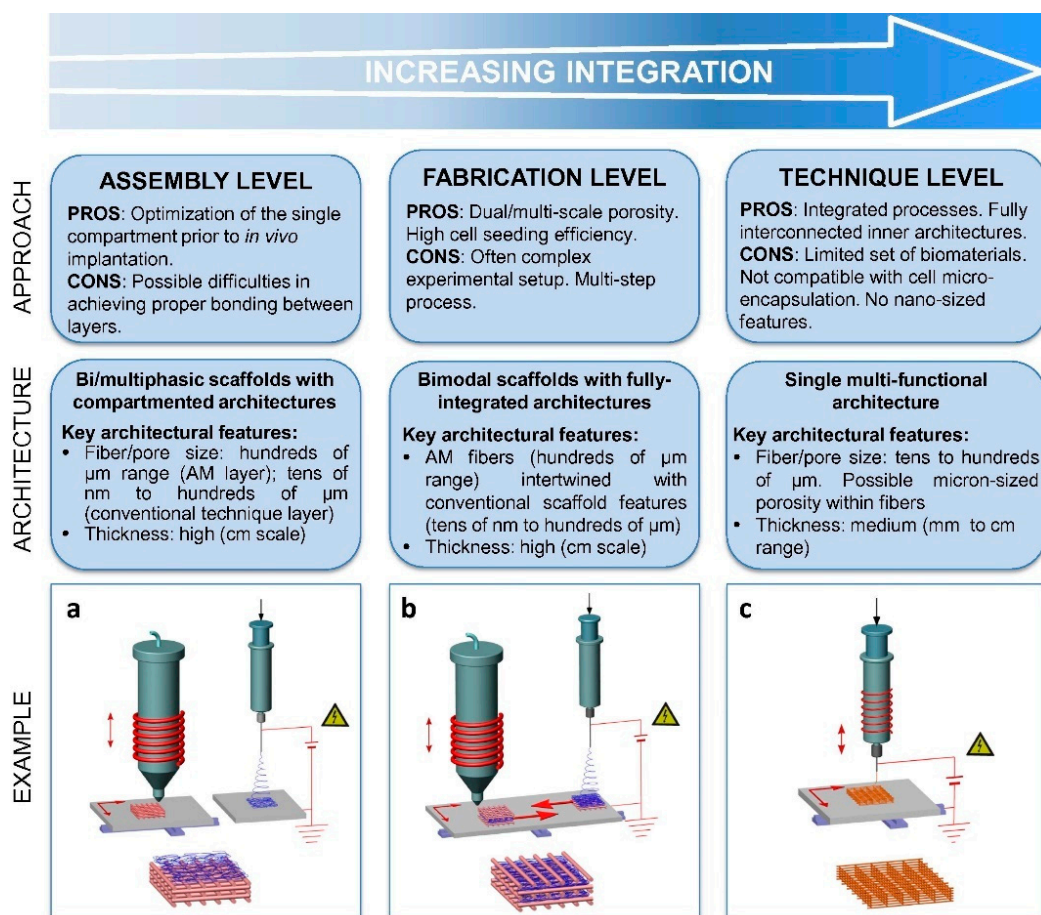 INCREASING INTEGRATION
APPROACH
ASSEMBLY LEVEL
PROS: Optimization of the single
compartment prior to in vivo
implantation.
CONS: Possible difficulties in
achieving proper bonding between
layers.
FABRICATION LEVEL
PROS: Dual/multi-scale porosity.
High cell seeding efficiency.
CONS: Often complex
experimental setup. Multi-step
process.
TECHNIQUE LEVEL
PROS: Integrated processes. Fully
interconnected inner architectures.
CONS: Limited set of biomaterials.
Not compatible with cell micro-
encapsulation. No nano-sized
features.
ARCHITECTURE
Bi/multiphasic scaffolds with
compartmented architectures
Key architectural features:
• Fiber/pore size: hundreds of
µm range (AM layer); tens of
nm to hundreds of µm
(conventional technique layer)
• Thickness: high (cm scale)
Bimodal scaffolds with fully-
integrated architectures
Key architectural features:
• AM fibers (hundreds of µm
range) intertwined with
conventional scaffold features
(tens of nm to hundreds of µm)
• Thickness: high (cm scale)
Single multi-functional
architecture
Key architectural features:
• Fiber/pore size: tens to hundreds
of µm. Possible micron-sized
porosity within fibers
• Thickness: medium (mm to cm
range)
EXAMPLE
a
b
c